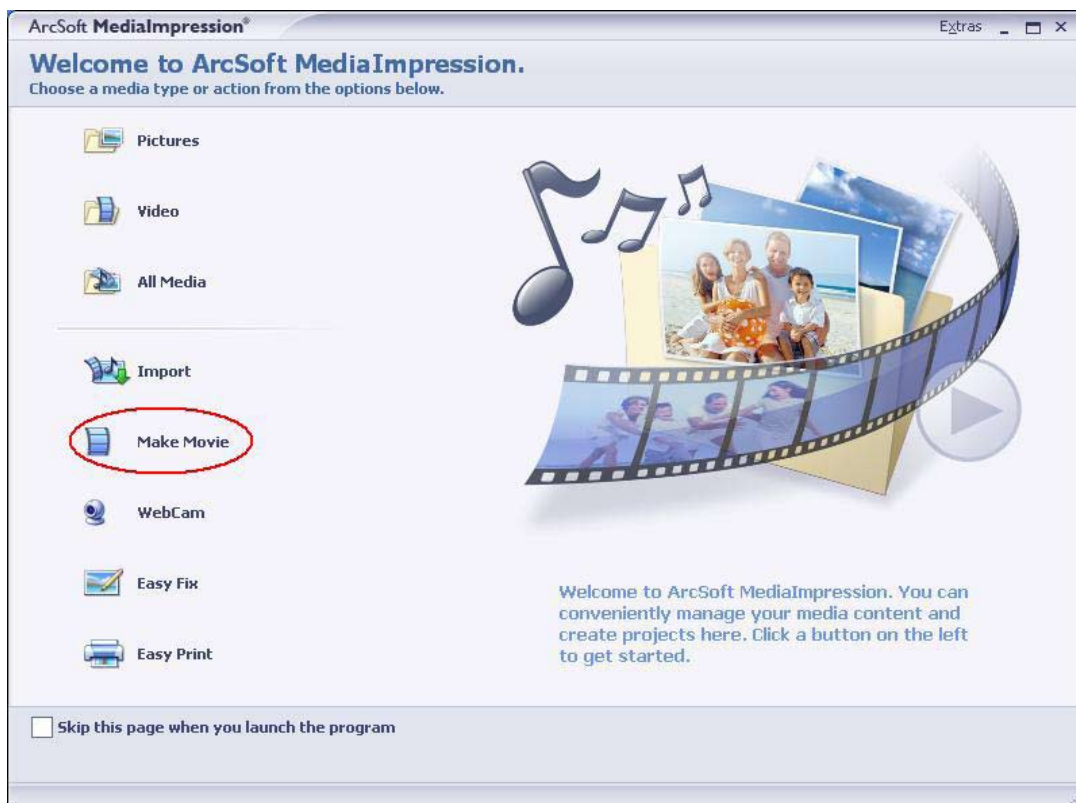 ArcSoft MediaImpression®
Extras
Welcome to ArcSoft MediaImpression.
Choose a media type or action from the options below.
Pictures
Video
All Media
Import
Make Movie
WebCam
Easy Fix
Easy Print
Welcome to ArcSoft MediaImpression. You can
conveniently manage your media content and
create projects here. Click a button on the left
to get started.
Skip this page when you launch the program